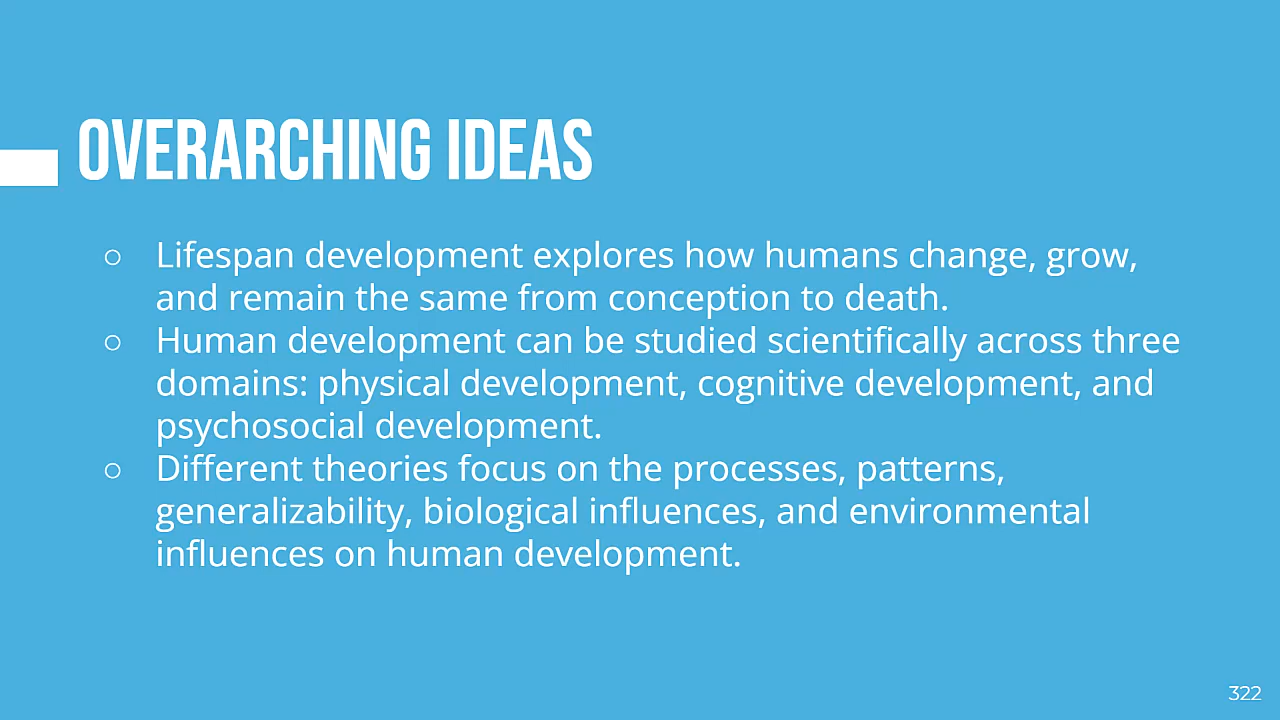 OVERARCHING IDEAS
○ Lifespan development explores how humans change, grow,
and remain the same from conception to death.
○ Human development can be studied scientifically across three
domains: physical development, cognitive development, and
psychosocial development.
○ Different theories focus on the processes, patterns,
generalizability, biological influences, and environmental
influences on human development.
322